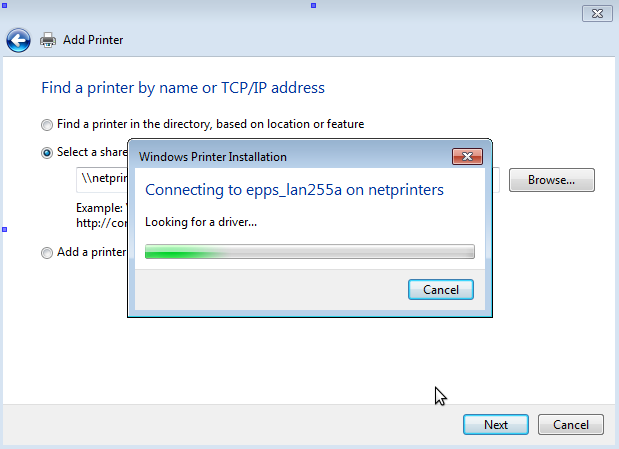 Add Printer
Find a printer by name or TCP/IP address
Find a printer in the directory, based on location or feature
Select a share
\\netprin
Browse...
Example:
http://cor
Add a printer
Windows Printer Installation
Connecting to epps_lan255a on netprinters
Looking for a driver...
Cancel
Next
Cancel